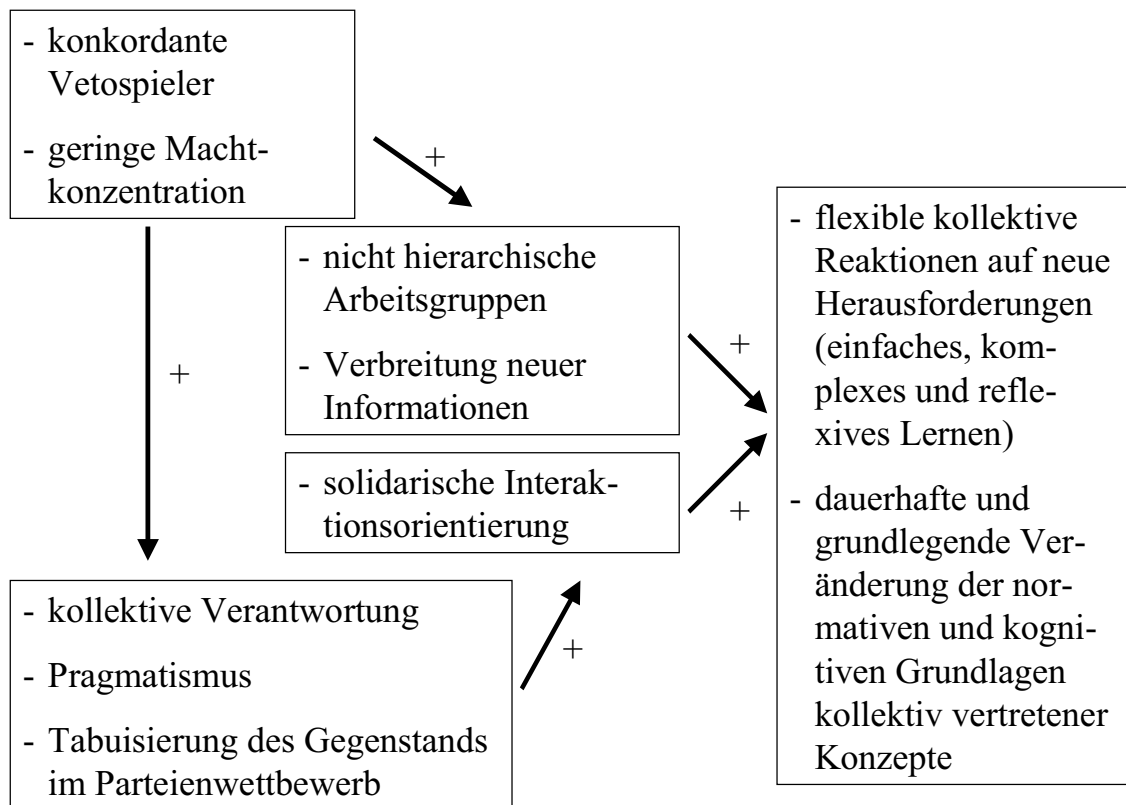 - konkordante
Vetospieler
- geringe Macht-
konzentration
+
+
- nicht hierarchische
Arbeitsgruppen
- Verbreitung neuer
Informationen
- solidarische Interak-
tionsorientierung
+
+
- kollektive Verantwortung
- Pragmatismus
- Tabuisierung des Gegenstands
im Parteienwettbewerb
+
- flexible kollektive
Reaktionen auf neue
Herausforderungen
(einfaches, kom-
plexes und refle-
xives Lernen)
- dauerhafte und
grundlegende Ver-
änderung der nor-
mativen und kogni-
tiven Grundlagen
kollektiv vertretener
Konzepte